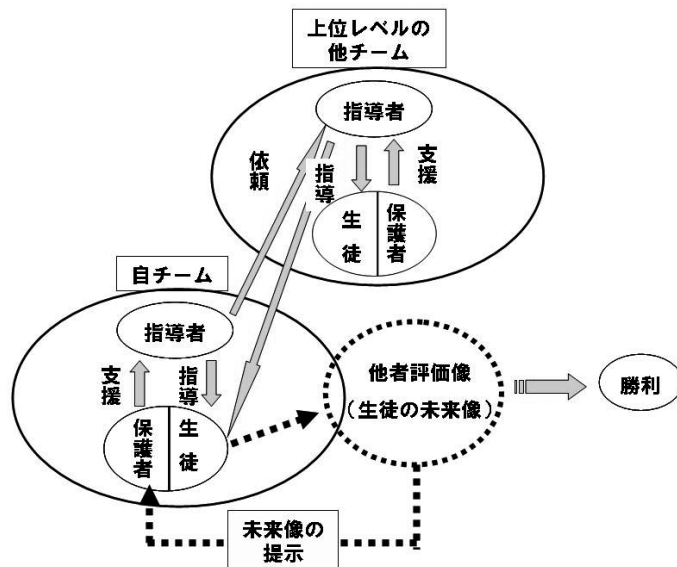 上位レベルの
他チーム
指導者
依頼
指導
支援
生徒
保護者
自チーム
指導者
支援
指導
保護者
生徒
他者評価像
（生徒の未来像）
勝利
未来像の
提示